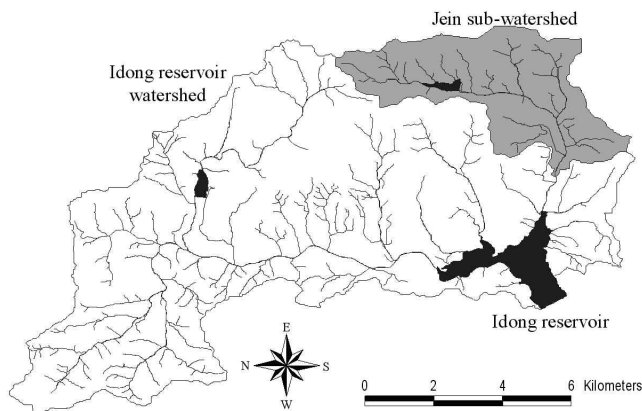 Jein sub-watershed
Idong reservoir
watershed
Idong reservoir
E
N
S
W
0 2 4 6 Kilometers